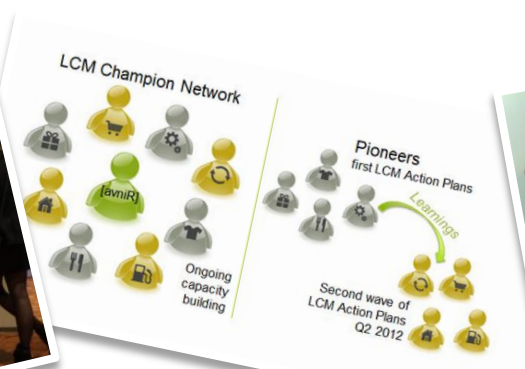 LCM Champion Network
[avniR]
Ongoing
capacity
building
Pioneers
first LCM Action Plans
Learnings
Second wave of
LCM Action Plans
Q2 2012